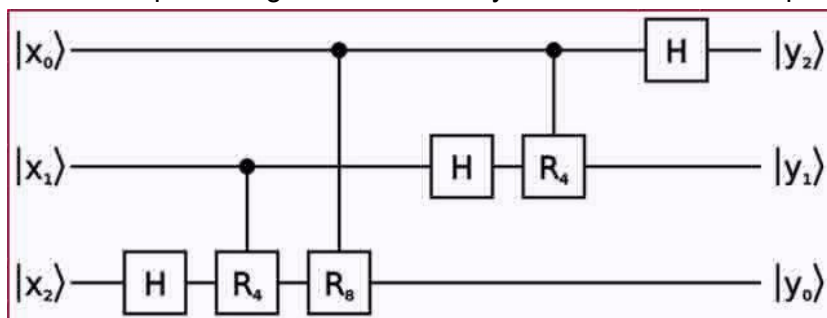 |x₀⟩ H |y₂⟩
|x₁⟩ H R₄ |y₁⟩
|x₂⟩ H R₄ R₈ |y₀⟩